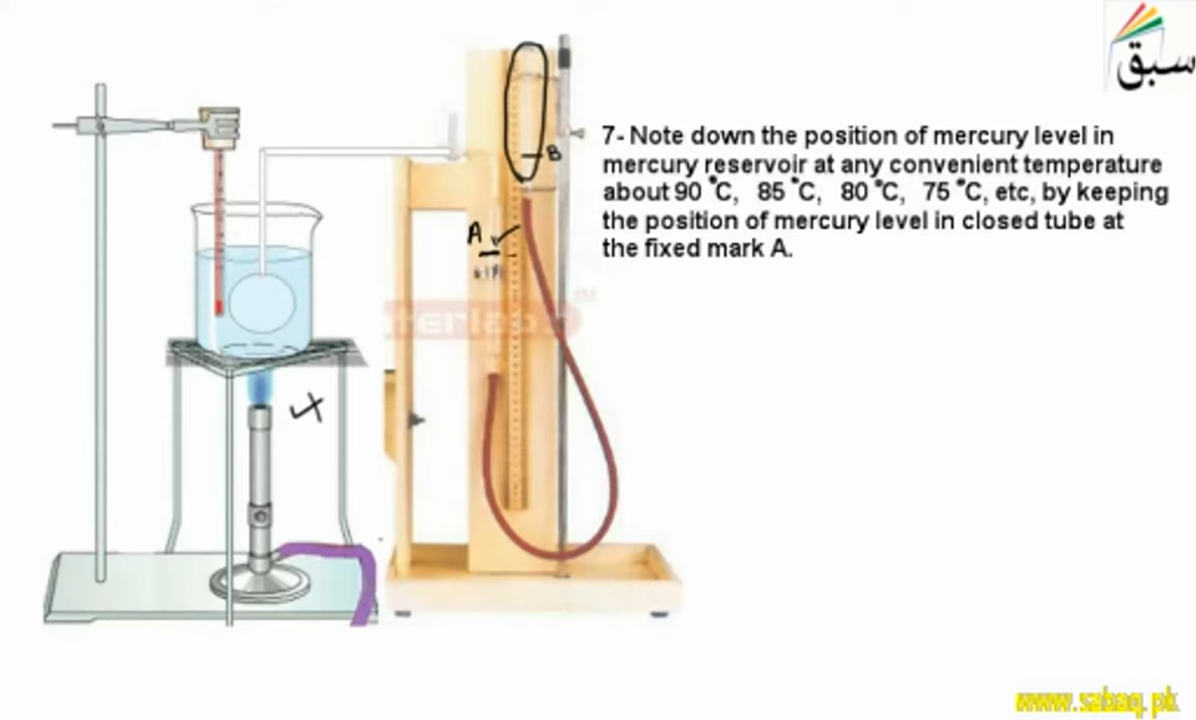 سبق
7- Note down the position of mercury level in
mercury reservoir at any convenient temperature
about 90 °C, 85 °C, 80 °C, 75 °C, etc, by keeping
the position of mercury level in closed tube at
the fixed mark A.
B
A
www.sabaq.pk